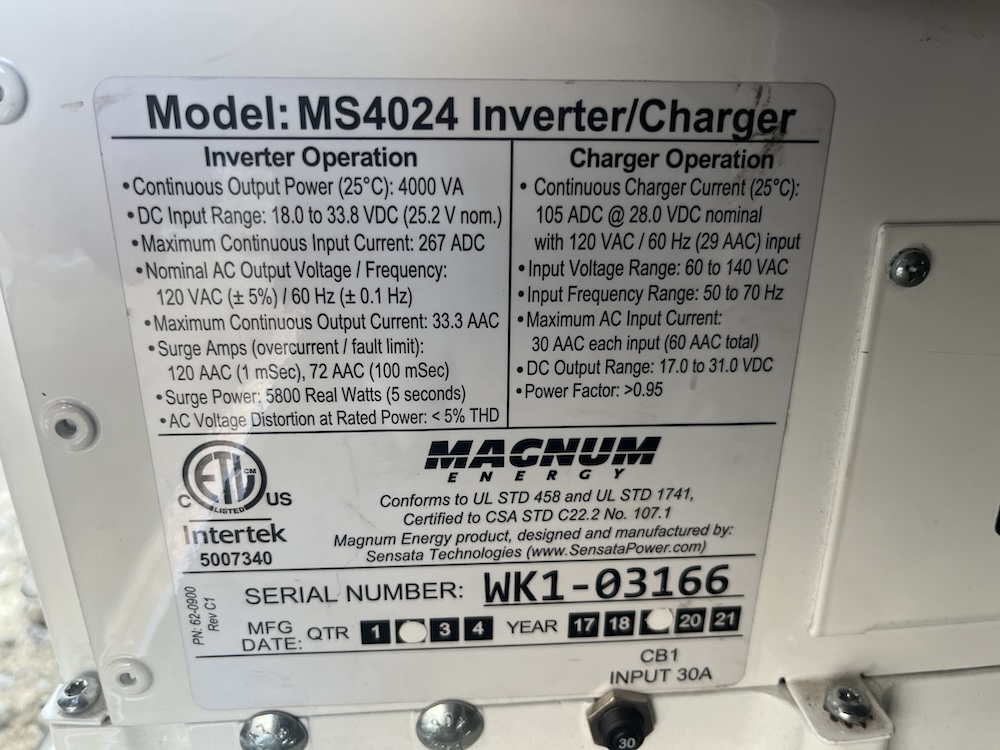 Model: MS4024 Inverter/Charger
Inverter Operation
• Continuous Output Power (25°C): 4000 VA
• DC Input Range: 18.0 to 33.8 VDC (25.2 V nom.)
• Maximum Continuous Input Current: 267 ADC
• Nominal AC Output Voltage / Frequency:
120 VAC (± 5%) / 60 Hz (± 0.1 Hz)
• Maximum Continuous Output Current: 33.3 AAC
• Surge Amps (overcurrent / fault limit):
120 AAC (1 mSec), 72 AAC (100 mSec)
• Surge Power: 5800 Real Watts (5 seconds)
• AC Voltage Distortion at Rated Power: < 5% THD
Charger Operation
• Continuous Charger Current (25°C):
105 ADC @ 28.0 VDC nominal
with 120 VAC / 60 Hz (29 AAC) input
• Input Voltage Range: 60 to 140 VAC
• Input Frequency Range: 50 to 70 Hz
• Maximum AC Input Current:
30 AAC each input (60 AAC total)
• DC Output Range: 17.0 to 31.0 VDC
• Power Factor: >0.95
ETL CM
C US
LISTED
Intertek
5007340
MAGNUM
ENERGY
Conforms to UL STD 458 and UL STD 1741,
Certified to CSA STD C22.2 No. 107.1
Magnum Energy product, designed and manufactured by:
Sensata Technologies (www.SensataPower.com)
PN: 62-0900
Rev C1
SERIAL NUMBER: WK1-03166
MFG DATE: QTR 1 3 4 YEAR 17 18 20 21
CB1
INPUT 30A
30